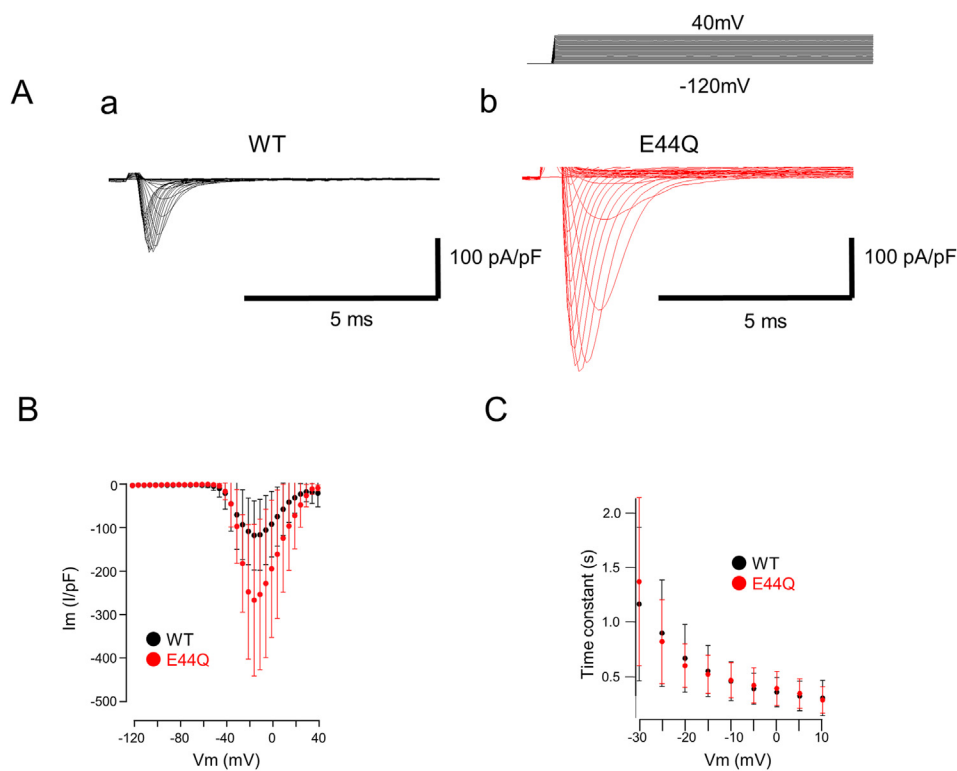 40mV
-120mV
A
a
b
WT
E44Q
100 pA/pF
100 pA/pF
5 ms
5 ms
B
C
0
-100
-200
-300
-400
-500
Im (I/pF)
WT
E44Q
-120 -80 -40 0 40
Vm (mV)
2.0
1.5
1.0
0.5
Time constant (s)
WT
E44Q
-30 -20 -10 0 10
Vm (mV)